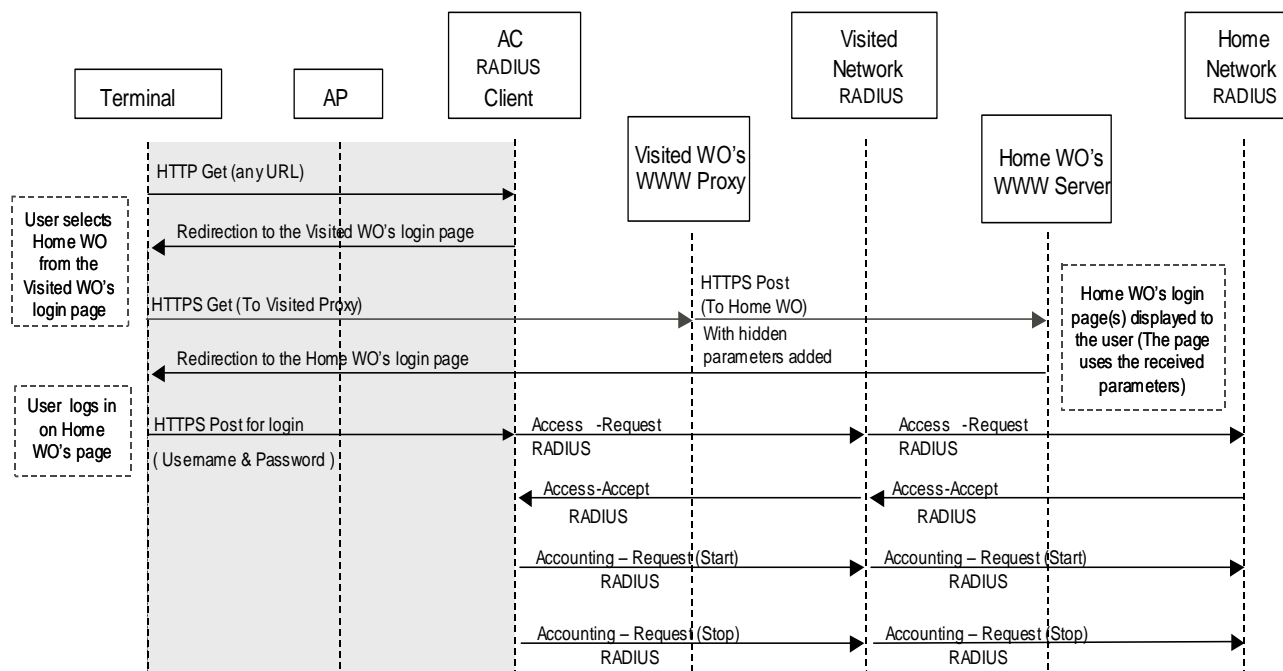 AC
RADIUS
Client
Visited
Network
RADIUS
Home
Network
RADIUS
Terminal
AP
Visited WO's
WWW Proxy
Home WO's
WWW Server
HTTP Get (any URL)
User selects
Home WO
from the
Visited WO's
login page
Redirection to the Visited WO's login page
HTTPS Get (To Visited Proxy)
HTTPS Post
(To Home WO)
With hidden
parameters added
Home WO's login
page(s) displayed to
the user (The page
uses the received
parameters)
Redirection to the Home WO's login page
User logs in
on Home
WO's page
HTTPS Post for login
( Username & Password )
Access -Request
RADIUS
Access -Request
RADIUS
Access-Accept
RADIUS
Access-Accept
RADIUS
Accounting – Request (Start)
RADIUS
Accounting – Request (Start)
RADIUS
Accounting – Request (Stop)
RADIUS
Accounting – Request (Stop)
RADIUS